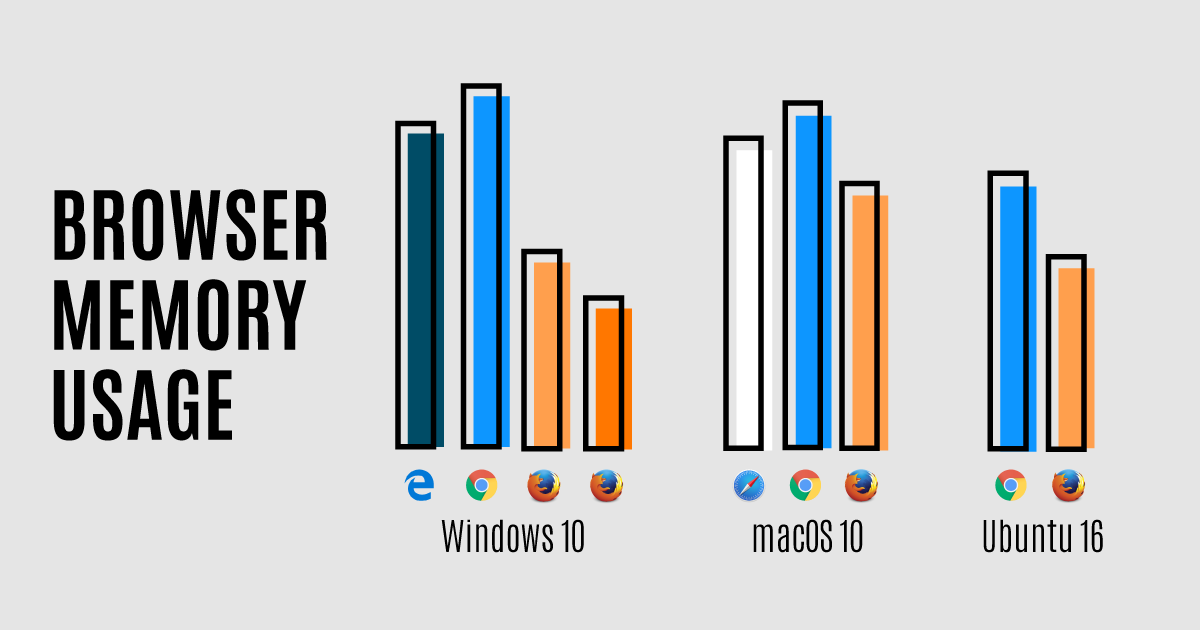 BROWSER
MEMORY
USAGE
Windows 10
macOS 10
Ubuntu 16